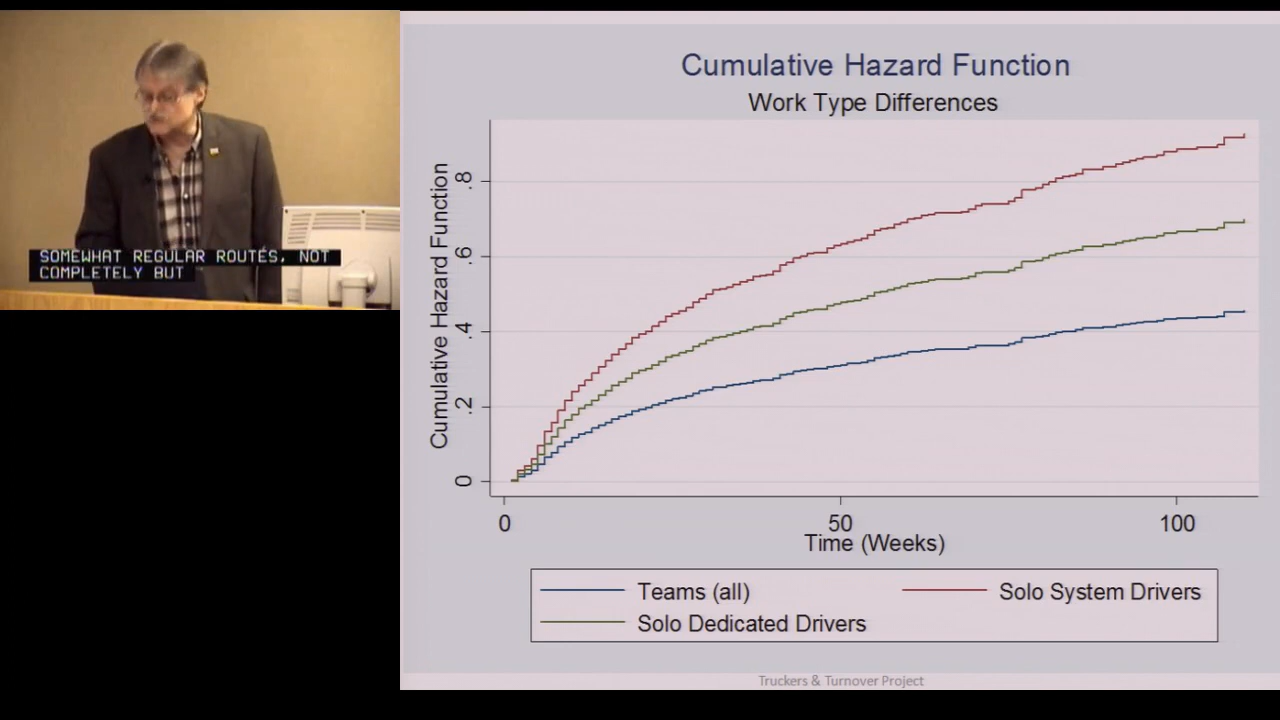 SOMEWHAT REGULAR ROUTES, NOT
COMPLETELY BUT
Cumulative Hazard Function
Work Type Differences
Cumulative Hazard Function
.8
.6
.4
.2
0
0
50
100
Time (Weeks)
Teams (all)
Solo System Drivers
Solo Dedicated Drivers
Truckers & Turnover Project